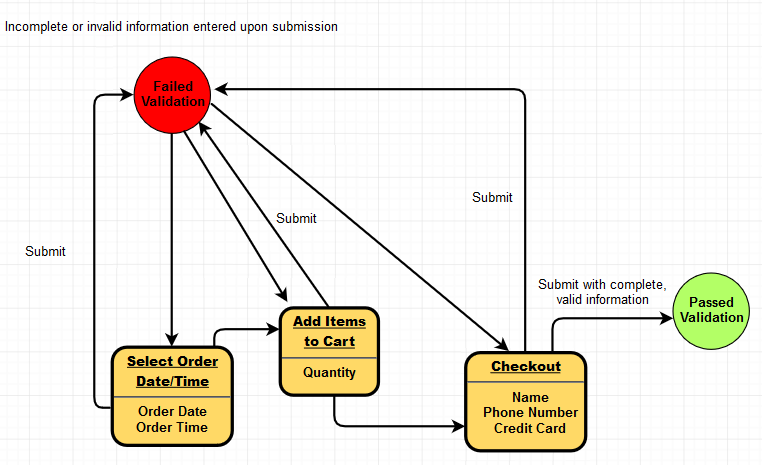 Incomplete or invalid information entered upon submission
Failed
Validation
Submit
Submit
Submit
Submit with complete,
valid information
Passed
Validation
Add Items
to Cart
Quantity
Select Order
Date/Time
Order Date
Order Time
Checkout
Name
Phone Number
Credit Card